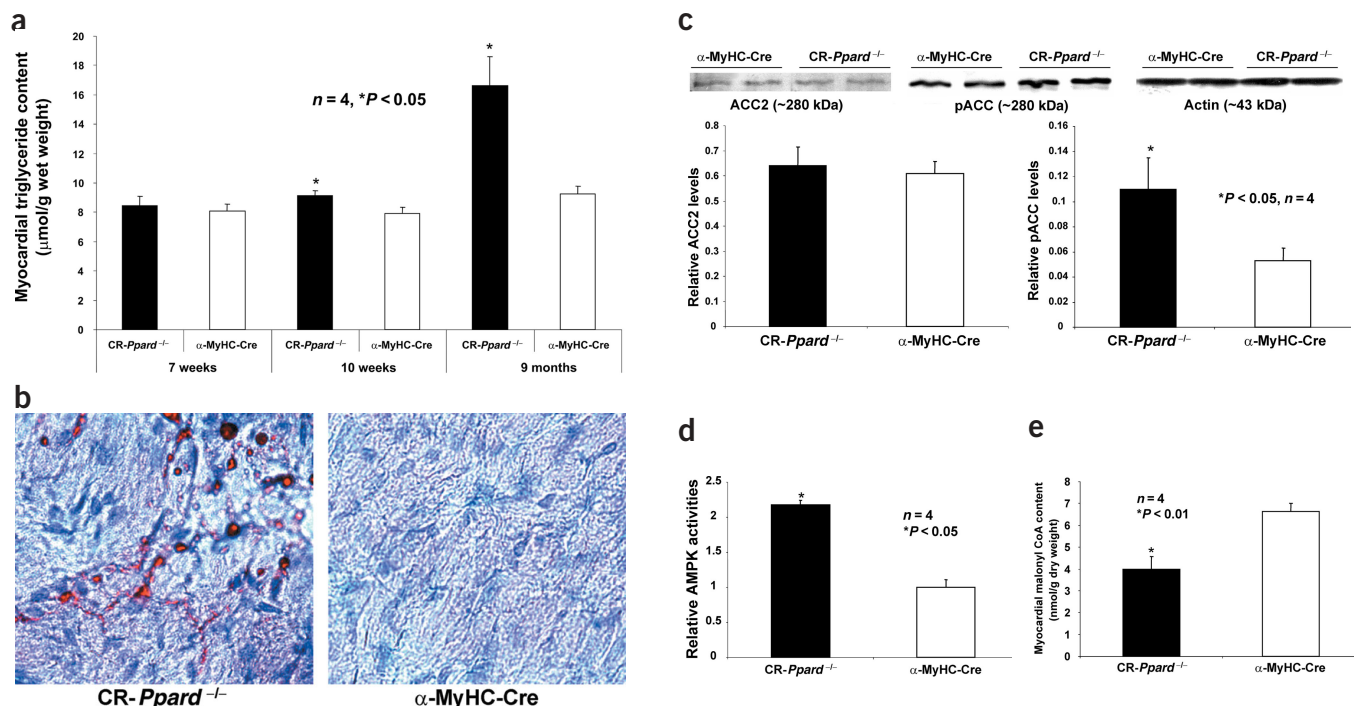 a
Myocardial triglyceride content
(μmol/g wet weight)
20
18
16
14
12
10
8
6
4
2
0
n = 4, *P < 0.05
*
*
CR-Ppard –/–
α-MyHC-Cre
CR-Ppard –/–
α-MyHC-Cre
CR-Ppard –/–
α-MyHC-Cre
7 weeks
10 weeks
9 months
b
CR-Ppard –/–
α-MyHC-Cre
c
α-MyHC-Cre
CR-Ppard –/–
α-MyHC-Cre
CR-Ppard –/–
α-MyHC-Cre
CR-Ppard –/–
ACC2 (~280 kDa)
pACC (~280 kDa)
Actin (~43 kDa)
Relative ACC2 levels
0.7
0.6
0.5
0.4
0.3
0.2
0.1
0
CR-Ppard –/–
α-MyHC-Cre
Relative pACC levels
0.16
0.14
0.12
0.1
0.08
0.06
0.04
0.02
0
*
*P < 0.05, n = 4
CR-Ppard –/–
α-MyHC-Cre
d
Relative AMPK activities
2.5
2
1.5
1
0.5
0
*
n = 4
*P < 0.05
CR-Ppard –/–
α-MyHC-Cre
e
Myocardial malonyl CoA content
(nmol/g dry weight)
8
7
6
5
4
3
2
1
0
n = 4
*P < 0.01
*
CR-Ppard –/–
α-MyHC-Cre